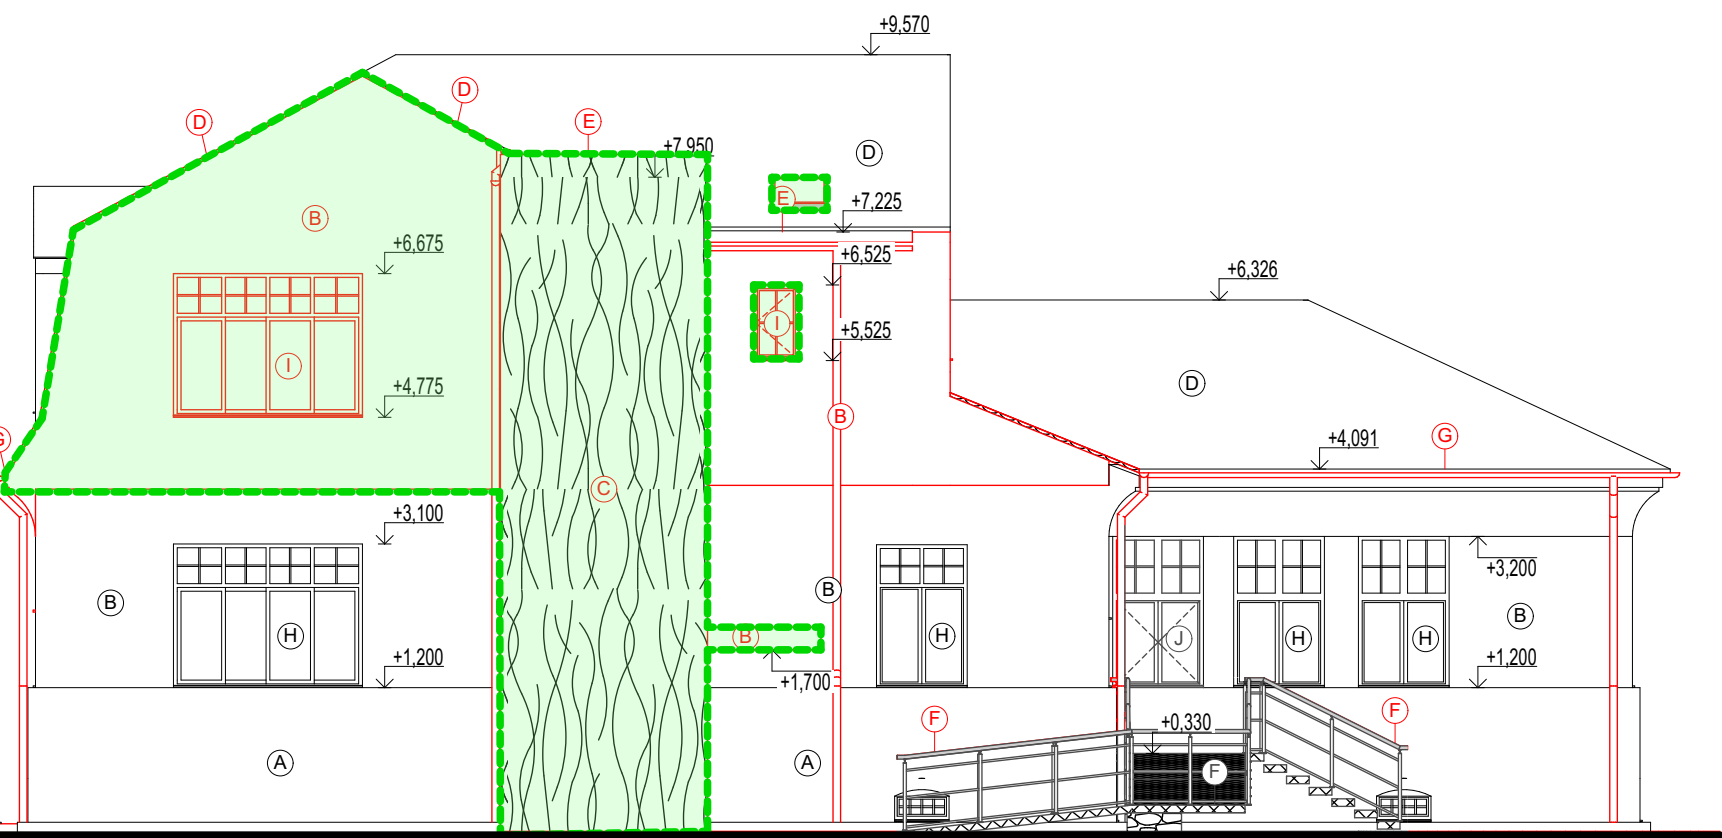 +9,570
D
D
E
+7,950
D
E
+7,225
B
+6,675
+6,525
+6,326
I
+5,525
I
+4,775
D
B
G
+4,091
G
C
+3,100
+3,200
B
B
B
H
B
H
J
H
H
+1,200
+1,200
+1,700
F
F
+0,330
A
A
F